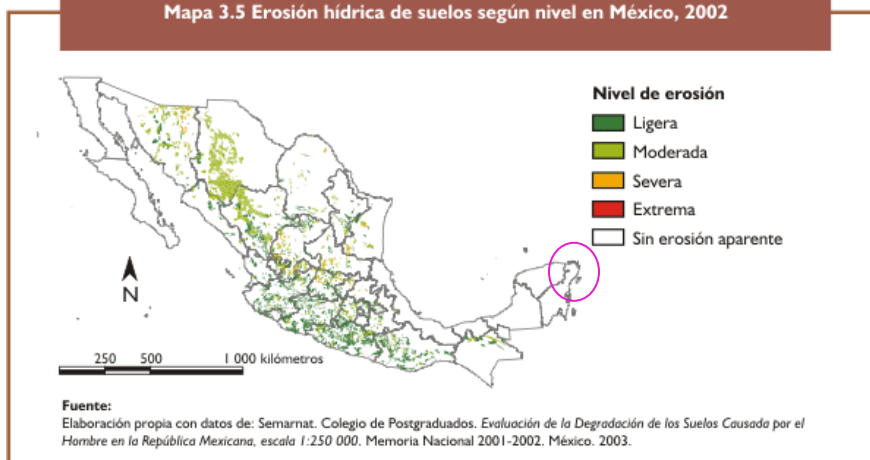 Mapa 3.5 Erosión hídrica de suelos según nivel en México, 2002
Nivel de erosión
Ligera
Moderada
Severa
Extrema
Sin erosión aparente
N
250 500 1 000 kilómetros
Fuente:
Elaboración propia con datos de: Semarnat. Colegio de Postgraduados. Evaluación de la Degradación de los Suelos Causada por el
Hombre en la República Mexicana, escala 1:250 000. Memoria Nacional 2001-2002. México. 2003.